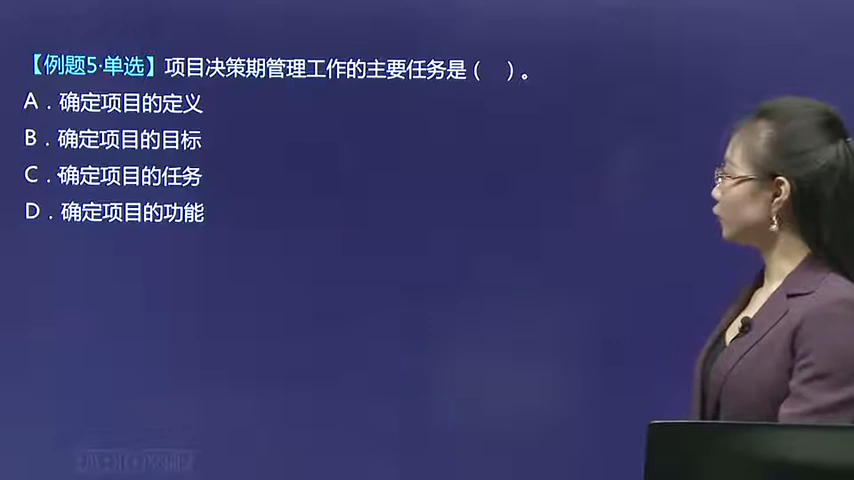 【例题5·单选】项目决策期管理工作的主要任务是（　）。
A．确定项目的定义
B．确定项目的目标
C．确定项目的任务
D．确定项目的功能